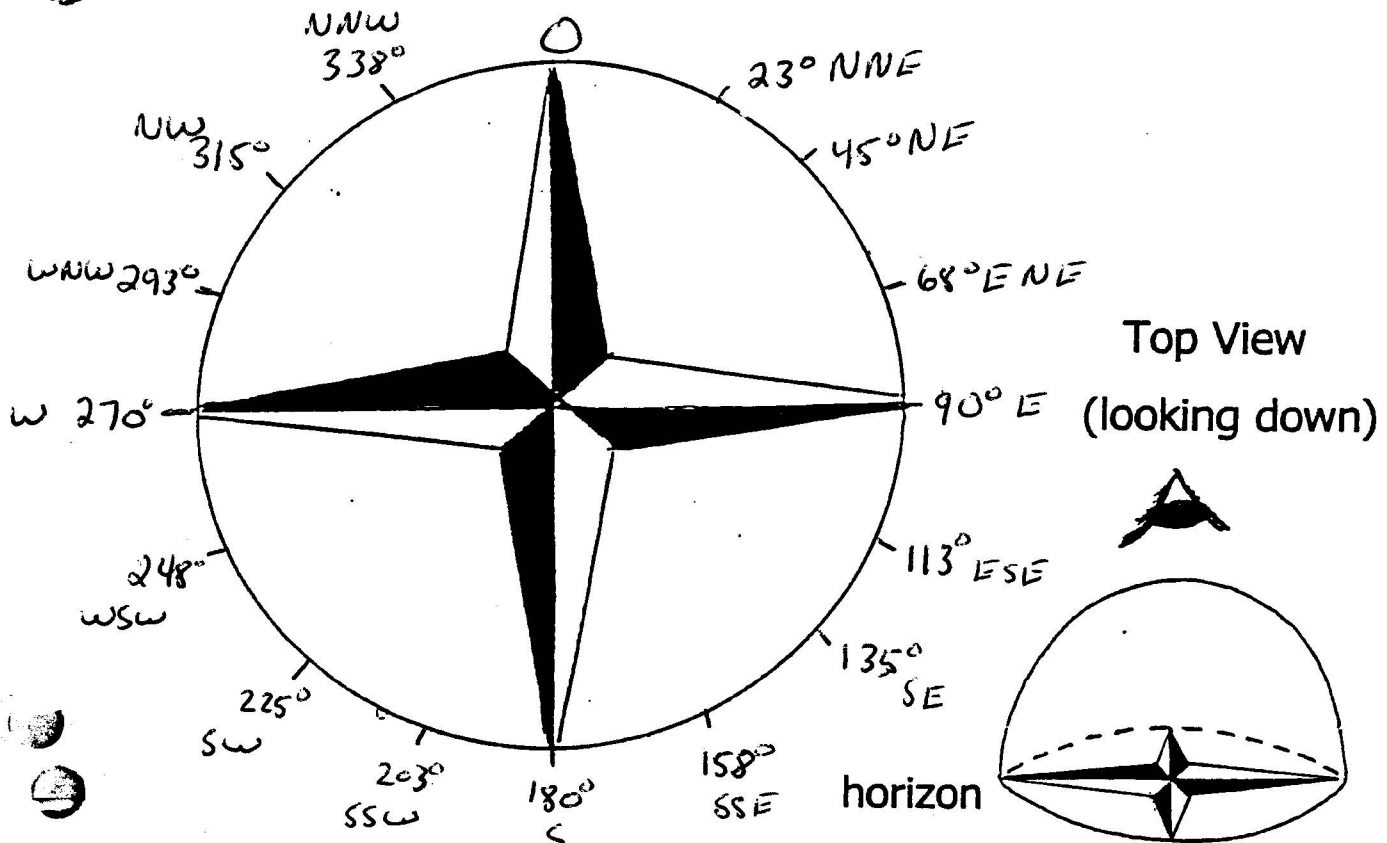 NNW
338°
O
23° NNE
NW
315°
45° NE
WNW 293°
68° ENE
Top View
(looking down)
W 270°
90° E
113° ESE
248°
WSW
135°
SE
225°
SW
203°
SSW
180°
S
158°
SSE
horizon